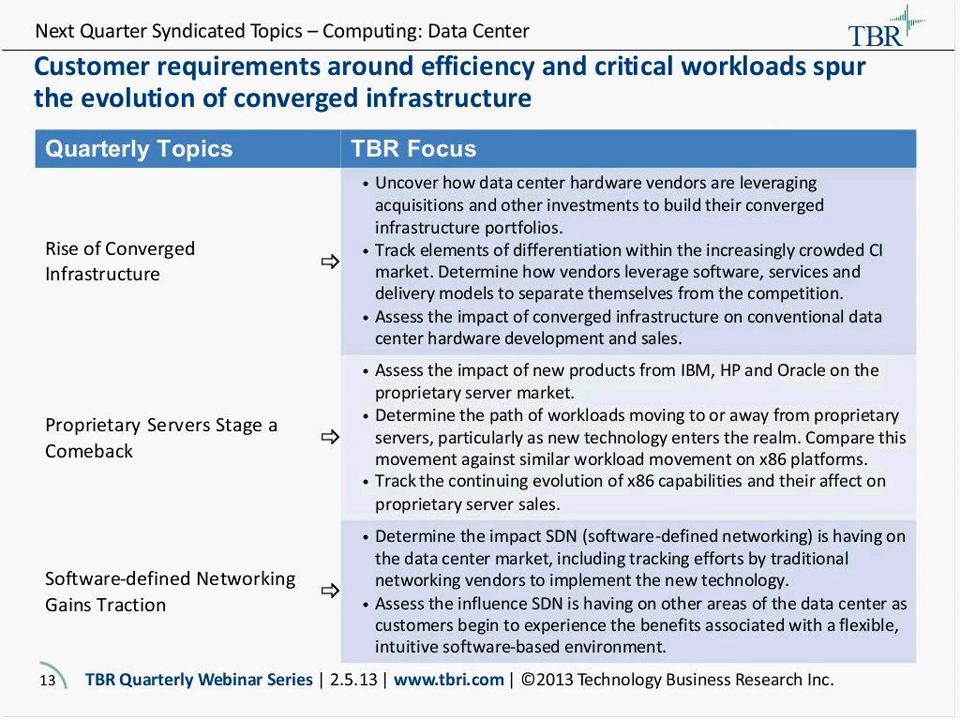 Next Quarter Syndicated Topics – Computing: Data Center
TBR
Customer requirements around efficiency and critical workloads spur
the evolution of converged infrastructure
Quarterly Topics
TBR Focus
Rise of Converged
Infrastructure
⇨
• Uncover how data center hardware vendors are leveraging
acquisitions and other investments to build their converged
infrastructure portfolios.
• Track elements of differentiation within the increasingly crowded CI
market. Determine how vendors leverage software, services and
delivery models to separate themselves from the competition.
• Assess the impact of converged infrastructure on conventional data
center hardware development and sales.
Proprietary Servers Stage a
Comeback
⇨
• Assess the impact of new products from IBM, HP and Oracle on the
proprietary server market.
• Determine the path of workloads moving to or away from proprietary
servers, particularly as new technology enters the realm. Compare this
movement against similar workload movement on x86 platforms.
• Track the continuing evolution of x86 capabilities and their affect on
proprietary server sales.
Software-defined Networking
Gains Traction
⇨
• Determine the impact SDN (software-defined networking) is having on
the data center market, including tracking efforts by traditional
networking vendors to implement the new technology.
• Assess the influence SDN is having on other areas of the data center as
customers begin to experience the benefits associated with a flexible,
intuitive software-based environment.
13 TBR Quarterly Webinar Series | 2.5.13 | www.tbri.com | ©2013 Technology Business Research Inc.